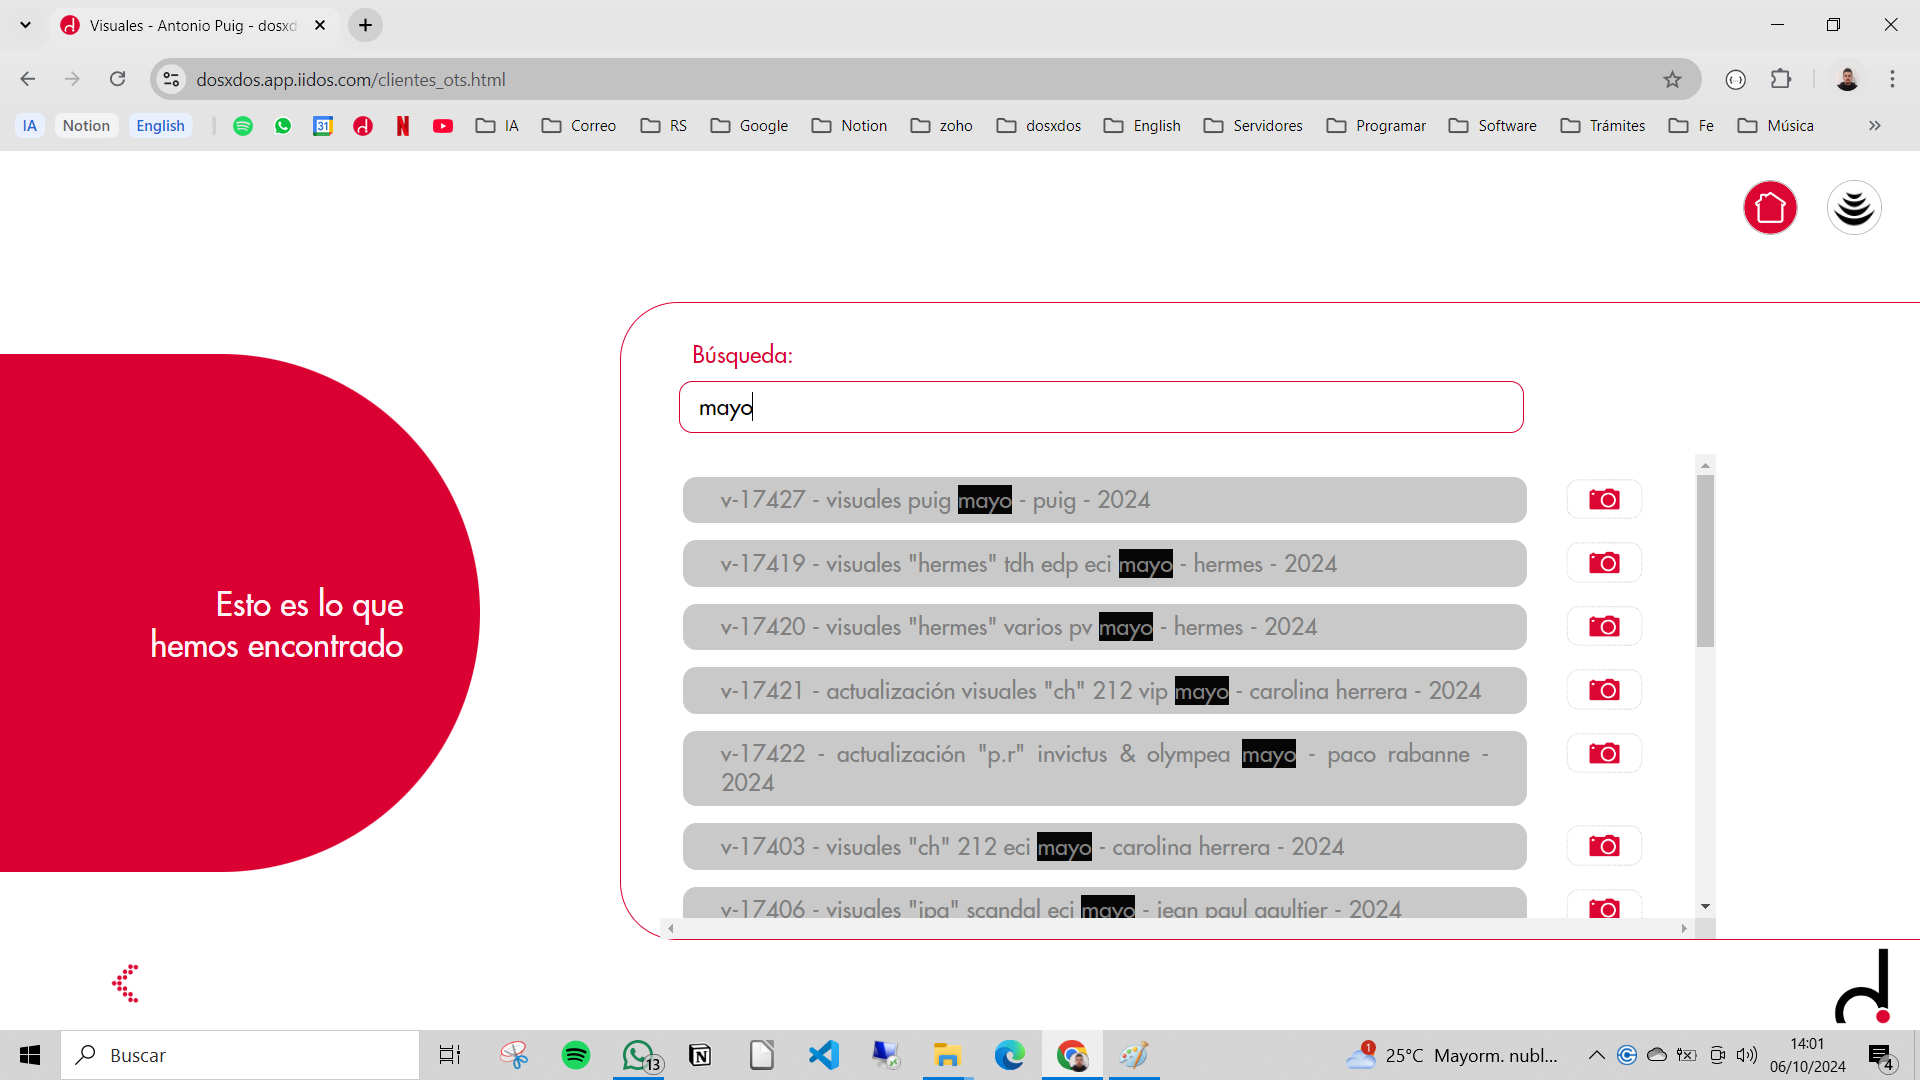 Visuales - Antonio Puig - dosxd
dosxdos.app.iidos.com/clientes_ots.html
IA Notion English 31 IA Correo RS Google Notion zoho dosxdos English Servidores Programar Software Trámites Fe Música
Búsqueda:
mayo
v-17427 - visuales puig mayo - puig - 2024
v-17419 - visuales "hermes" tdh edp eci mayo - hermes - 2024
v-17420 - visuales "hermes" varios pv mayo - hermes - 2024
v-17421 - actualización visuales "ch" 212 vip mayo - carolina herrera - 2024
v-17422 - actualización "p.r" invictus & olympea mayo - paco rabanne -
2024
v-17403 - visuales "ch" 212 eci mayo - carolina herrera - 2024
v-17406 - visuales "jpg" scandal eci mayo - jean paul gaultier - 2024
Esto es lo que
hemos encontrado
Buscar
13
1
25°C Mayorm. nubl...
14:01
06/10/2024
4